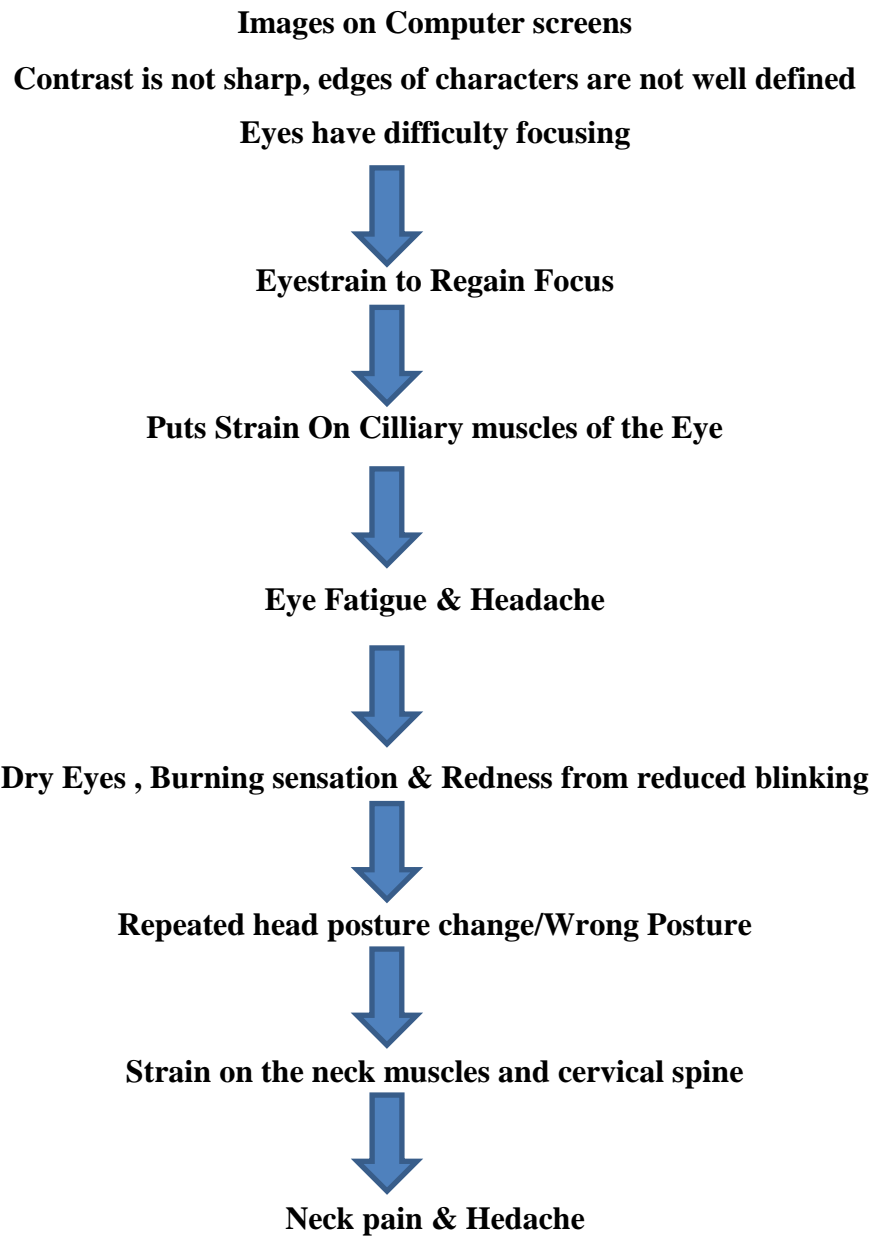 Images on Computer screens
Contrast is not sharp, edges of characters are not well defined
Eyes have difficulty focusing
Eyestrain to Regain Focus
Puts Strain On Cilliary muscles of the Eye
Eye Fatigue & Headache
Dry Eyes , Burning sensation & Redness from reduced blinking
Repeated head posture change/Wrong Posture
Strain on the neck muscles and cervical spine
Neck pain & Hedache